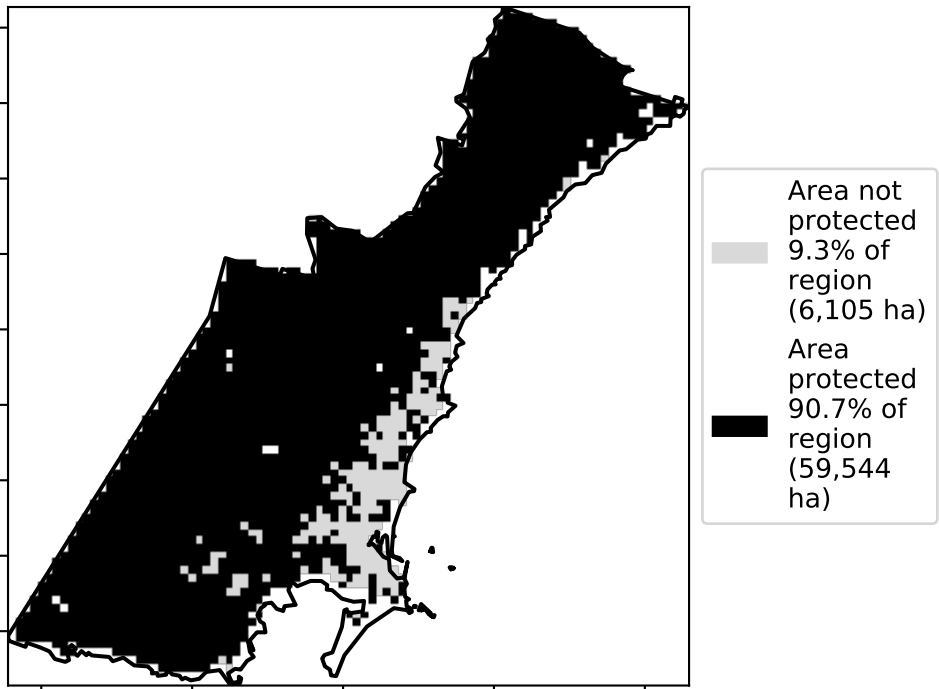 Area not
protected
9.3% of
region
(6,105 ha)
Area
protected
90.7% of
region
(59,544
ha)